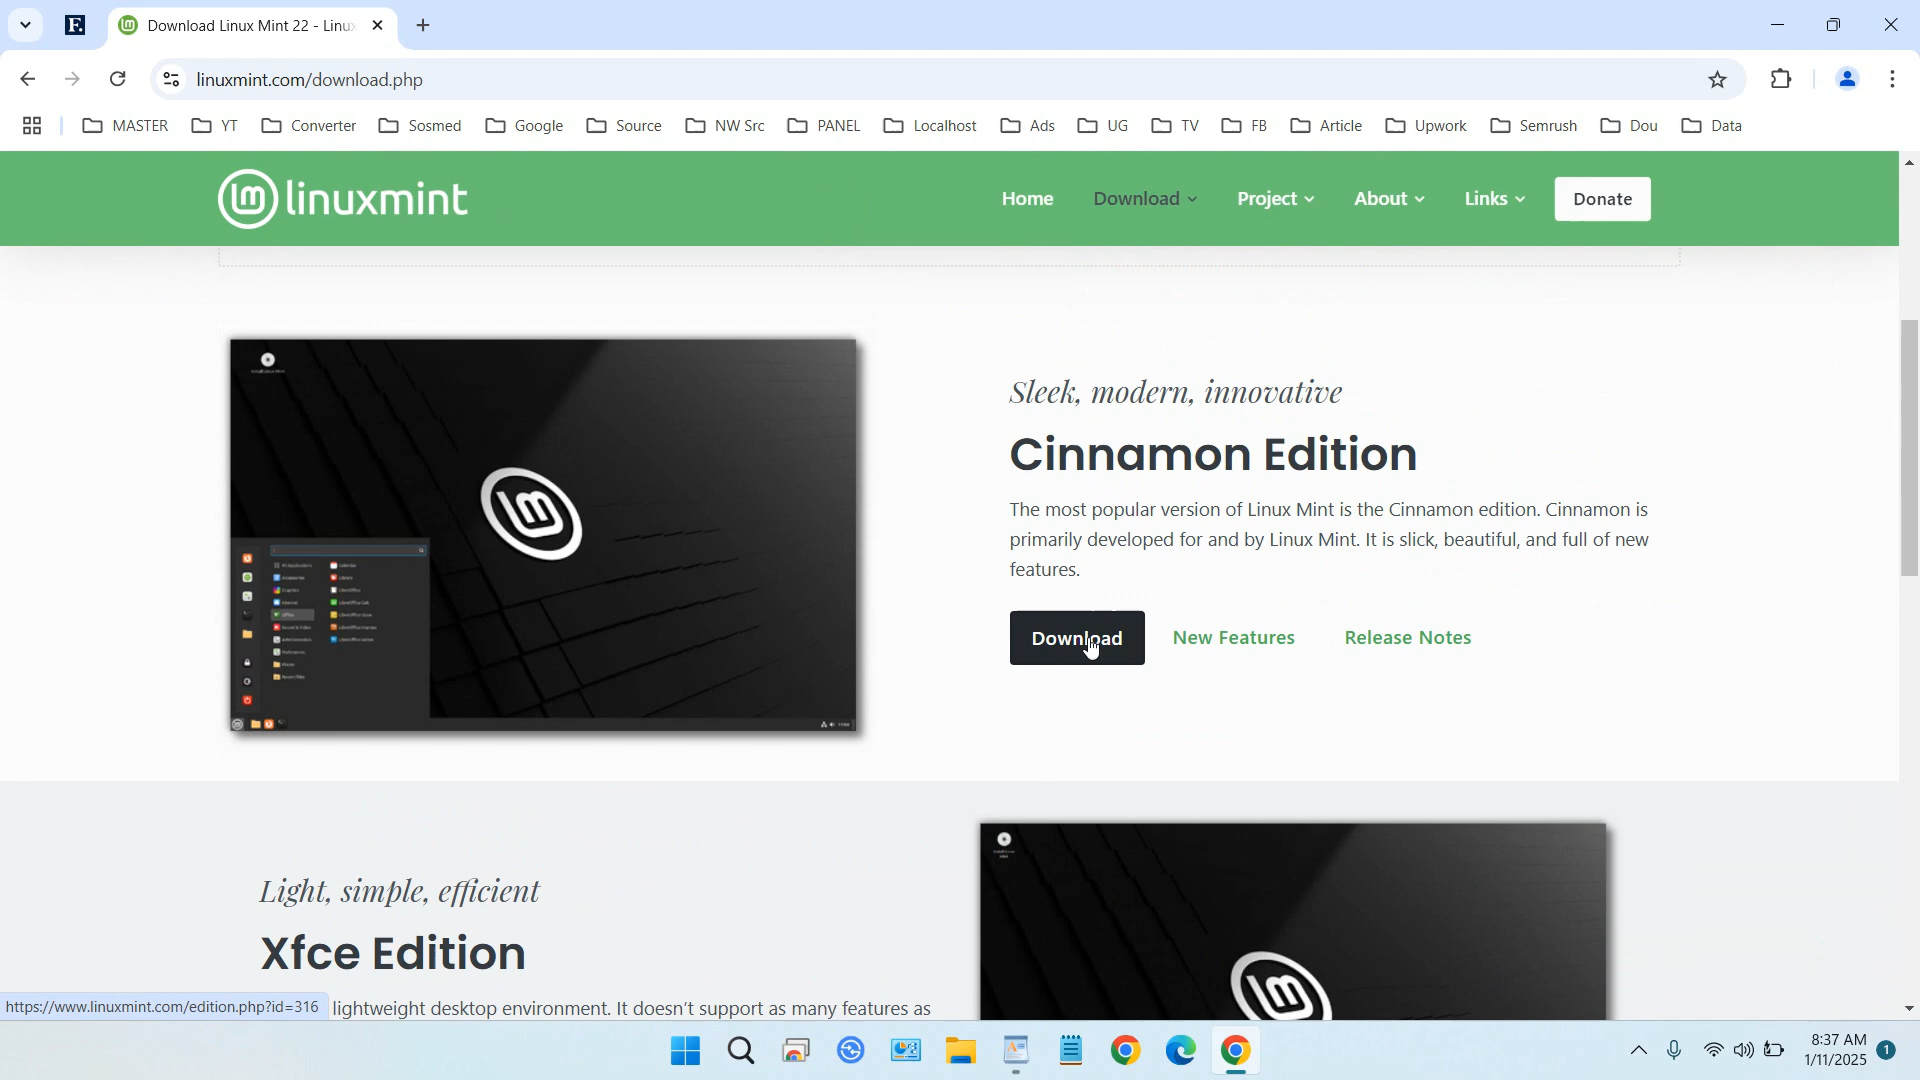 F.
Download Linux Mint 22 - Linu
linuxmint.com/download.php
MASTER YT Converter Sosmed Google Source NW Src PANEL Localhost Ads UG TV FB Article Upwork Semrush Dou Data
linuxmint
Home Download Project About Links Donate
Sleek, modern, innovative
Cinnamon Edition
The most popular version of Linux Mint is the Cinnamon edition. Cinnamon is
primarily developed for and by Linux Mint. It is slick, beautiful, and full of new
features.
Download New Features Release Notes
Light, simple, efficient
Xfce Edition
lightweight desktop environment. It doesn't support as many features as
https://www.linuxmint.com/edition.php?id=316
8:37 AM
1/11/2025
1